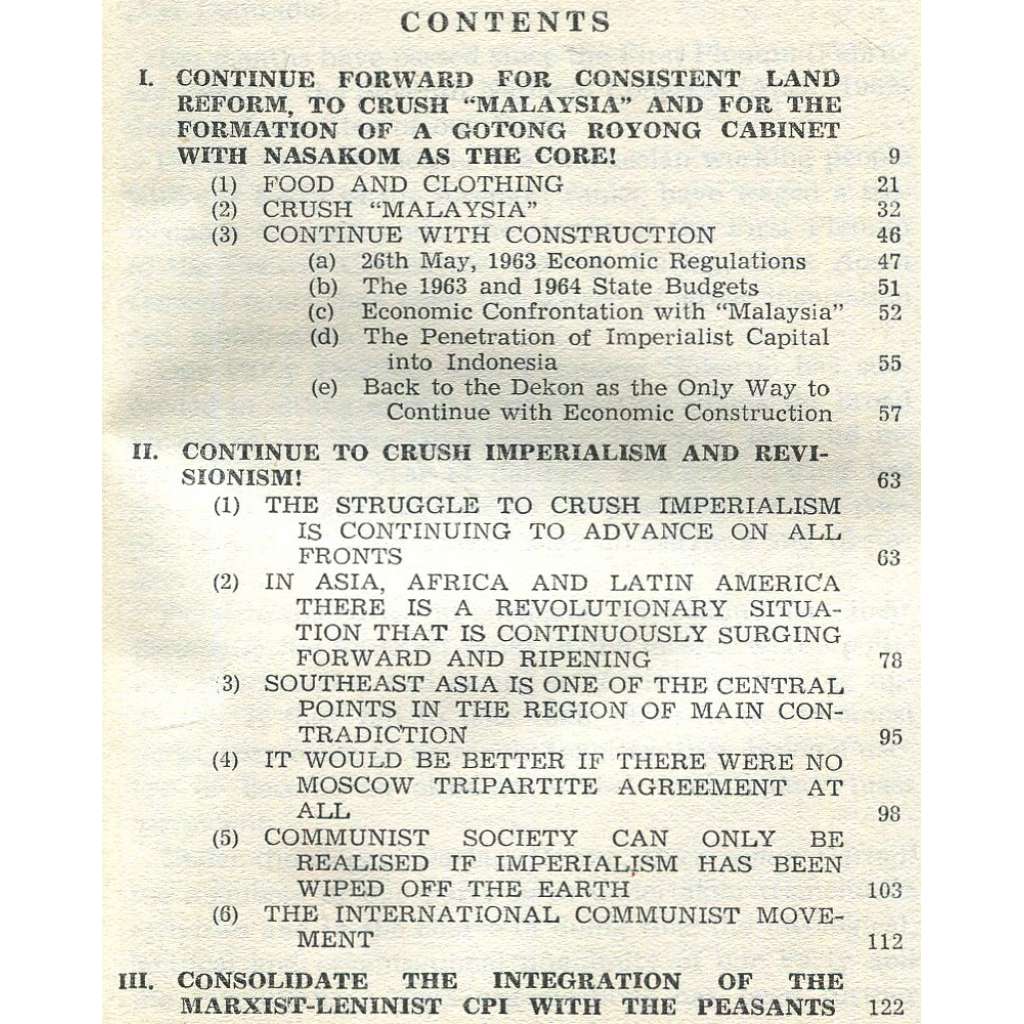 CONTENTS
I. CONTINUE FORWARD FOR CONSISTENT LAND
REFORM, TO CRUSH “MALAYSIA” AND FOR THE
FORMATION OF A GOTONG ROYONG CABINET
WITH NASAKOM AS THE CORE! 9
(1) FOOD AND CLOTHING 21
(2) CRUSH “MALAYSIA” 32
(3) CONTINUE WITH CONSTRUCTION 46
(a) 26th May, 1963 Economic Regulations 47
(b) The 1963 and 1964 State Budgets 51
(c) Economic Confrontation with “Malaysia” 52
(d) The Penetration of Imperialist Capital
into Indonesia 55
(e) Back to the Dekon as the Only Way to
Continue with Economic Construction 57
II. CONTINUE TO CRUSH IMPERIALISM AND REVI-
SIONISM! 63
(1) THE STRUGGLE TO CRUSH IMPERIALISM
IS CONTINUING TO ADVANCE ON ALL
FRONTS 63
(2) IN ASIA, AFRICA AND LATIN AMERICA
THERE IS A REVOLUTIONARY SITUA-
TION THAT IS CONTINUOUSLY SURGING
FORWARD AND RIPENING 78
3) SOUTHEAST ASIA IS ONE OF THE CENTRAL
POINTS IN THE REGION OF MAIN CON-
TRADICTION 95
(4) IT WOULD BE BETTER IF THERE WERE NO
MOSCOW TRIPARTITE AGREEMENT AT
ALL 98
(5) COMMUNIST SOCIETY CAN ONLY BE
REALISED IF IMPERIALISM HAS BEEN
WIPED OFF THE EARTH 103
(6) THE INTERNATIONAL COMMUNIST MOVE-
MENT 112
III. CONSOLIDATE THE INTEGRATION OF THE
MARXIST-LENINIST CPI WITH THE PEASANTS 122